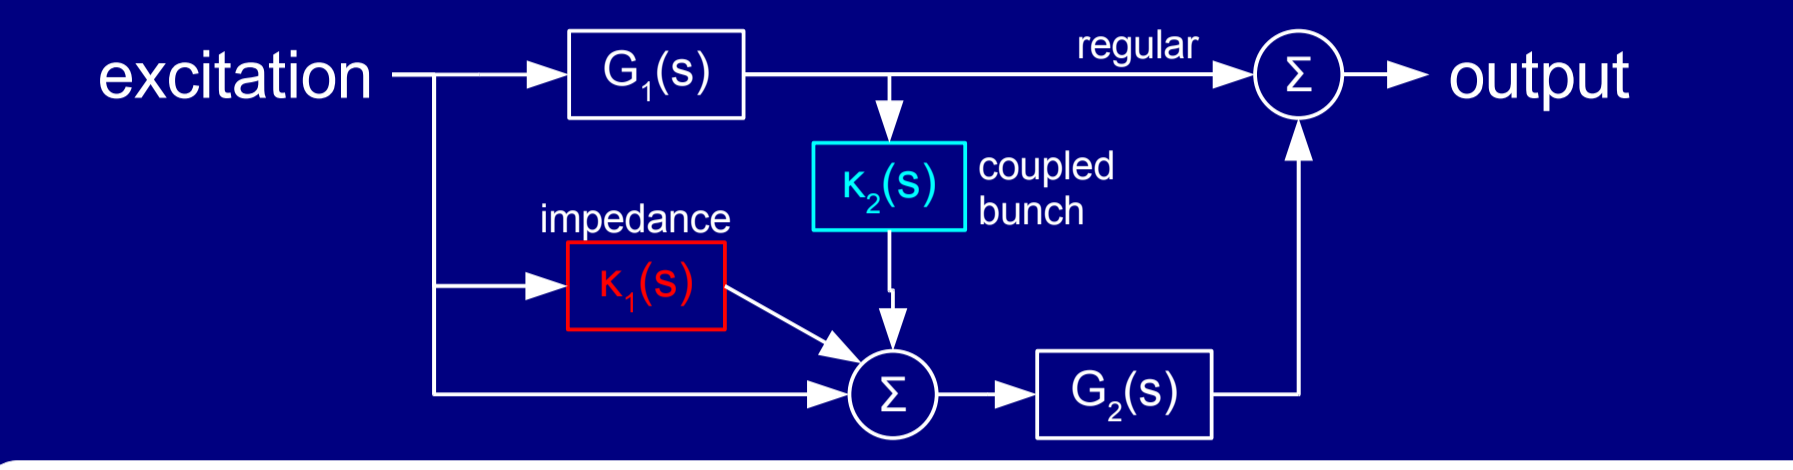 excitation
G₁(s)
regular
Σ
output
κ₂(s)
coupled
bunch
impedance
κ₁(s)
Σ
G₂(s)